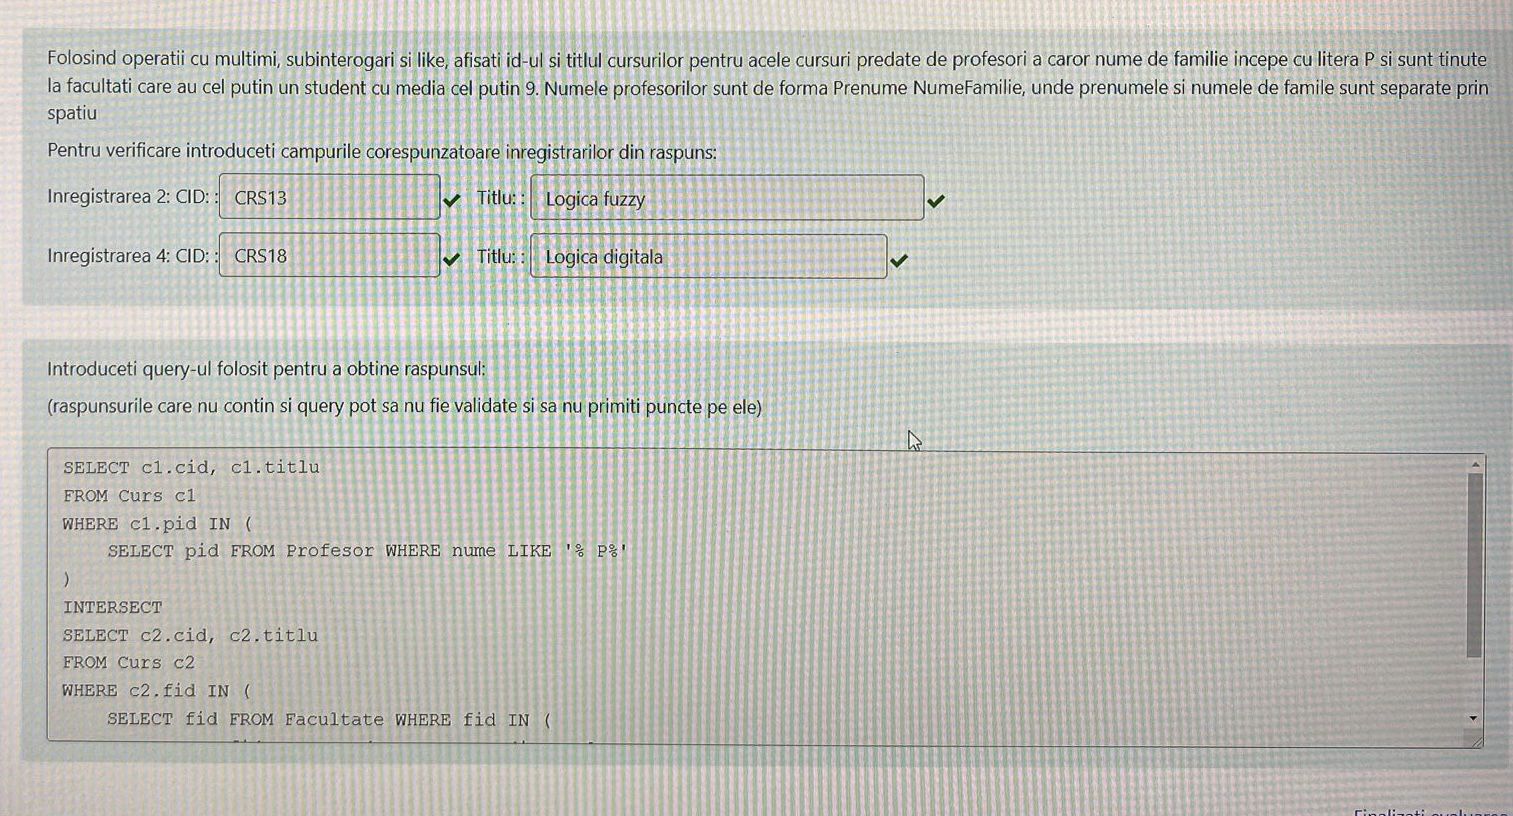 Folosind operatii cu multimi, subinterogari si like, afisati id-ul si titlul cursurilor pentru acele cursuri predate de profesori a caror nume de familie incepe cu litera P si sunt tinute
la facultati care au cel putin un student cu media cel putin 9. Numele profesorilor sunt de forma Prenume NumeFamilie, unde prenumele si numele de famile sunt separate prin
spatiu
Pentru verificare introduceti campurile corespunzatoare inregistrarilor din raspuns:
Inregistrarea 2: CID: : CRS13 Titlu: : Logica fuzzy
Inregistrarea 4: CID: : CRS18 Titlu: : Logica digitala
Introduceti query-ul folosit pentru a obtine raspunsul:
(raspunsurile care nu contin si query pot sa nu fie validate si sa nu primiti puncte pe ele)
SELECT c1.cid, c1.titlu
FROM Curs c1
WHERE c1.pid IN (
SELECT pid FROM Profesor WHERE nume LIKE '% P%'
)
INTERSECT
SELECT c2.cid, c2.titlu
FROM Curs c2
WHERE c2.fid IN (
SELECT fid FROM Facultate WHERE fid IN (